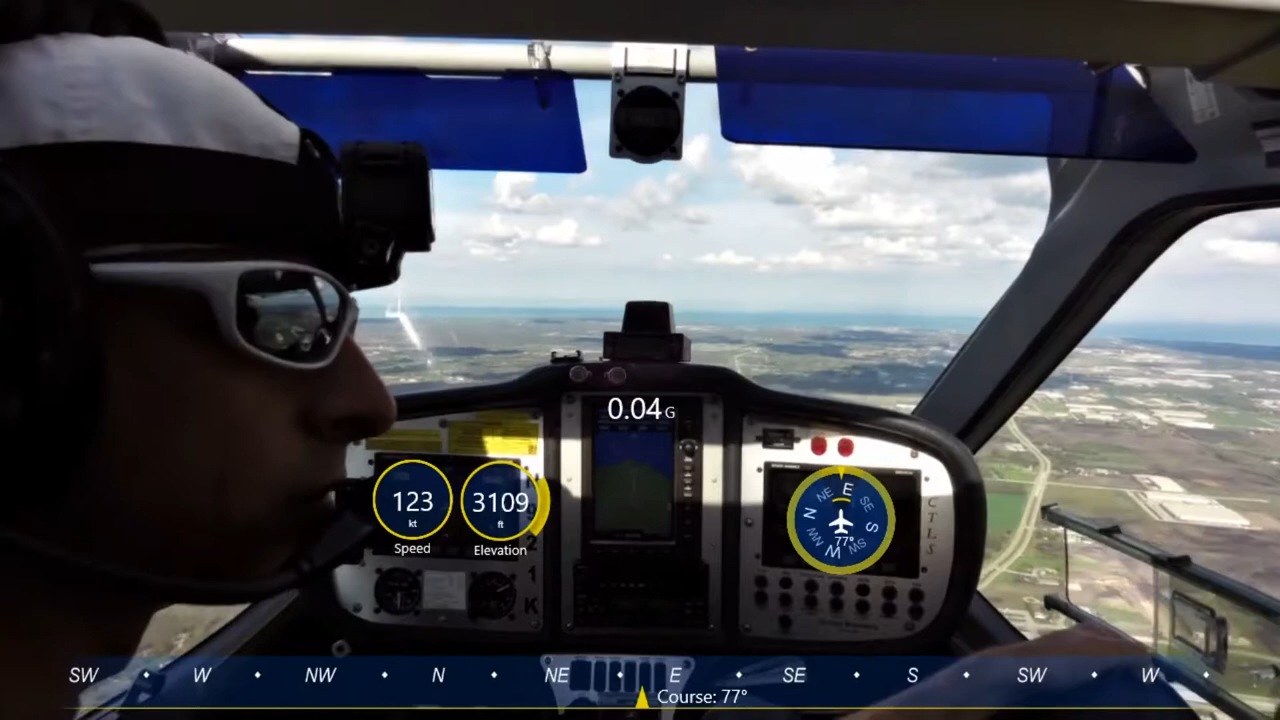 0.04 G
123
kt
Speed
3109
ft
Elevation
N NE E SE S SW W NW
77°
CTLS
1
K
SW W NW N NE E SE S SW W
Course: 77°